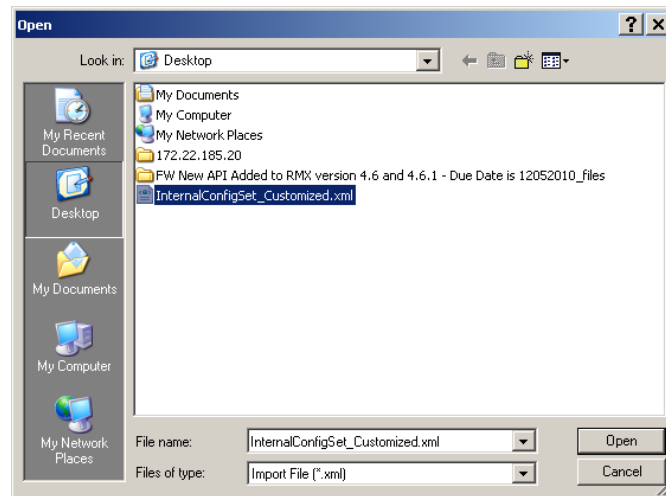 Open
Look in:
Desktop
My Recent
Documents
Desktop
My Documents
My Computer
My Network
Places
My Documents
My Computer
My Network Places
172.22.185.20
FW New API Added to RMX version 4.6 and 4.6.1 - Due Date is 12052010_files
InternalConfigSet_Customized.xml
File name:
InternalConfigSet_Customized.xml
Open
Files of type:
Import File (*.xml)
Cancel